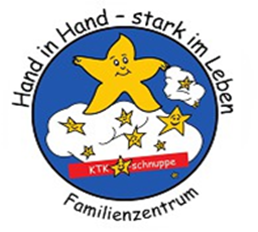 Hand in Hand – stark im Leben
KTK schnuppe
Familienzentrum